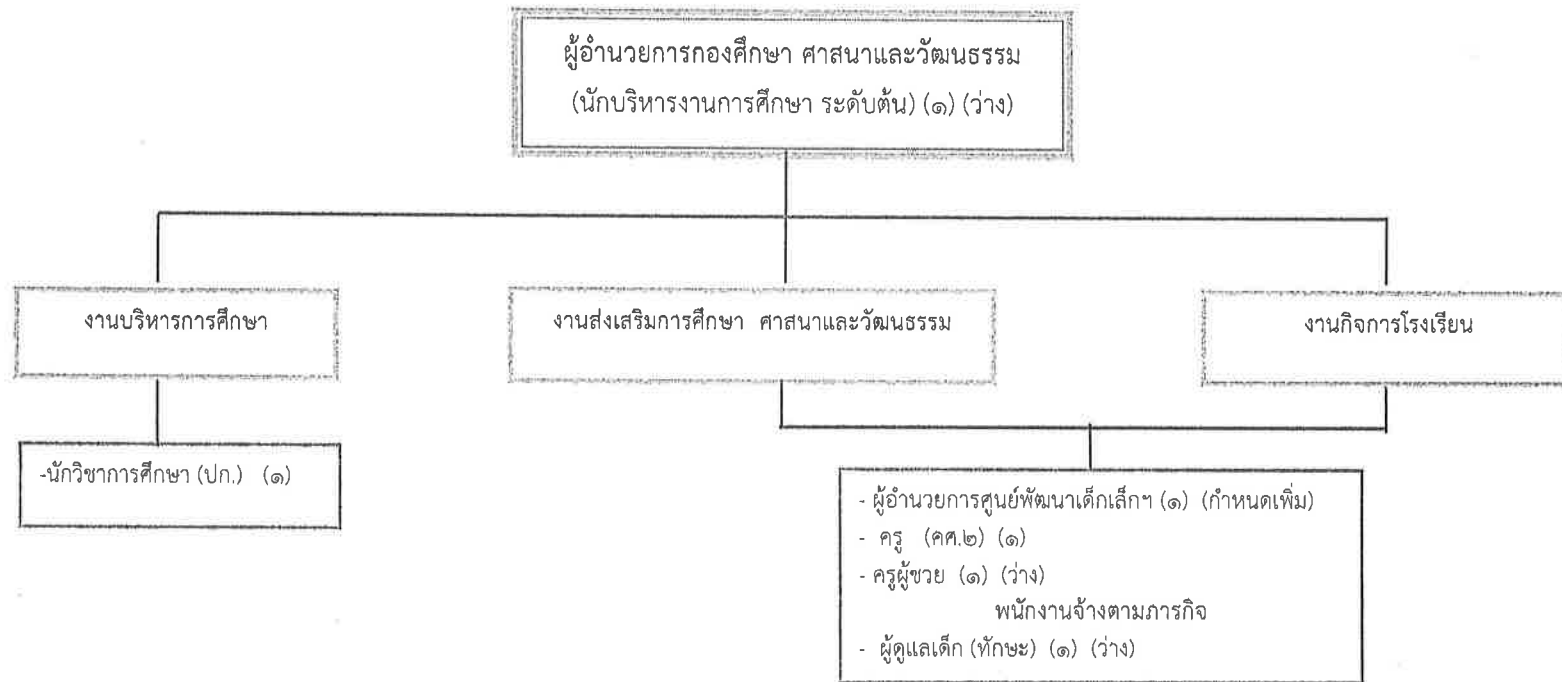 ผู้อำนวยการกองศึกษา ศาสนาและวัฒนธรรม
(นักบริหารงานการศึกษา ระดับต้น) (๑) (ว่าง)
งานบริหารการศึกษา
งานส่งเสริมการศึกษา ศาสนาและวัฒนธรรม
งานกิจการโรงเรียน
-นักวิชาการศึกษา (ปก.) (๑)
- ผู้อำนวยการศูนย์พัฒนาเด็กเล็กฯ (๑) (กำหนดเพิ่ม)
- ครู (คศ.๒) (๑)
- ครูผู้ชวย (๑) (ว่าง)
พนักงานจ้างตามภารกิจ
- ผู้ดูแลเด็ก (ทักษะ) (๑) (ว่าง)